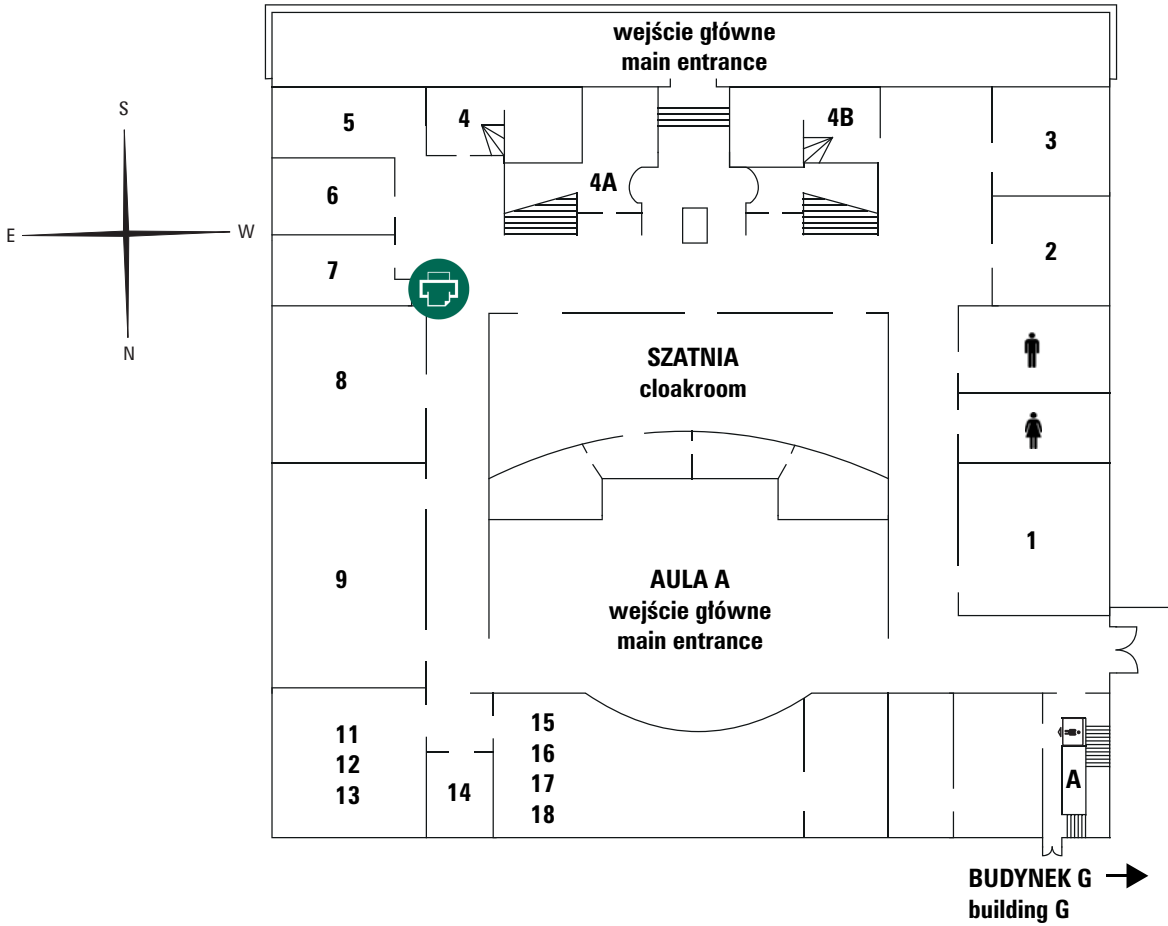 wejście główne
main entrance
S
E
W
N
5
4
4B
3
6
4A
7
2
8
SZATNIA
cloakroom
9
1
AULA A
wejście główne
main entrance
11
12
13
14
15
16
17
18
A
BUDYNEK G
building G